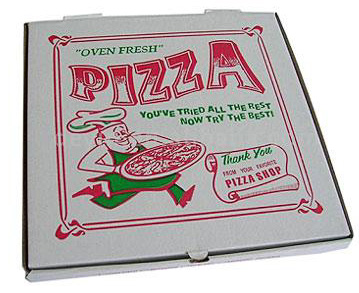 "OVEN FRESH"
PIZZA
YOU'VE TRIED ALL THE REST
NOW TRY THE BEST!
Thank You
FROM YOUR FAVORITE
PIZZA SHOP